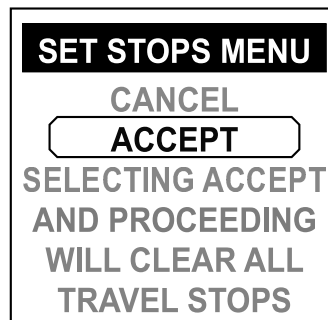 SET STOPS MENU
CANCEL
ACCEPT
SELECTING ACCEPT
AND PROCEEDING
WILL CLEAR ALL
TRAVEL STOPS